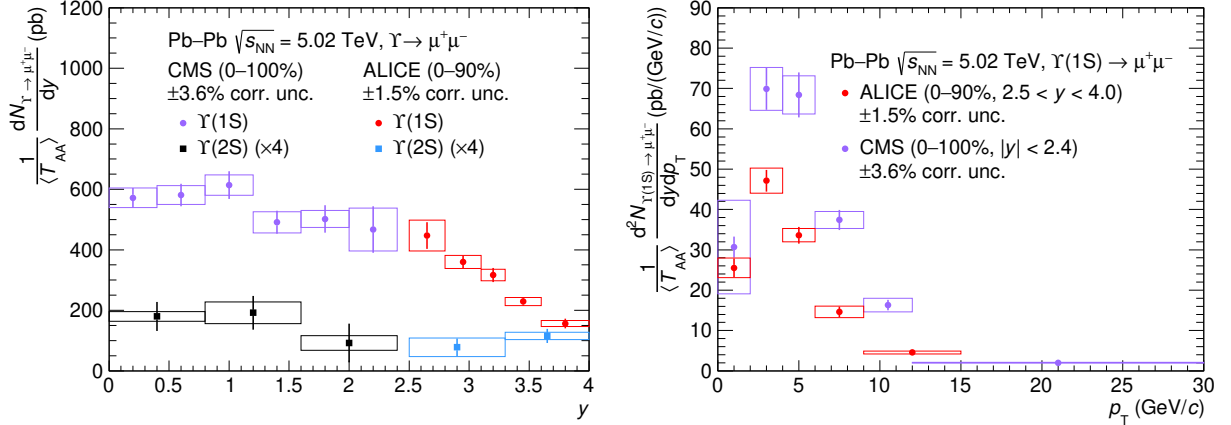 1/⟨T_AA⟩ dN_ϒ→μ⁺μ⁻/dy (pb)
1200
1000
800
600
400
200
0
Pb–Pb √s_NN = 5.02 TeV, ϒ→ μ⁺μ⁻
CMS (0–100%) ALICE (0–90%)
±3.6% corr. unc. ±1.5% corr. unc.
ϒ(1S) ϒ(1S)
ϒ(2S) (×4) ϒ(2S) (×4)
0 0.5 1 1.5 2 2.5 3 3.5 4
y
1/⟨T_AA⟩ d²N_ϒ(1S) → μ⁺μ⁻/dydp_T (pb/(GeV/c))
90
80
70
60
50
40
30
20
10
0
Pb–Pb √s_NN = 5.02 TeV, ϒ(1S) → μ⁺μ⁻
ALICE (0–90%, 2.5 < y < 4.0)
±1.5% corr. unc.
CMS (0–100%, |y| < 2.4)
±3.6% corr. unc.
0 5 10 15 20 25 30
p_T (GeV/c)